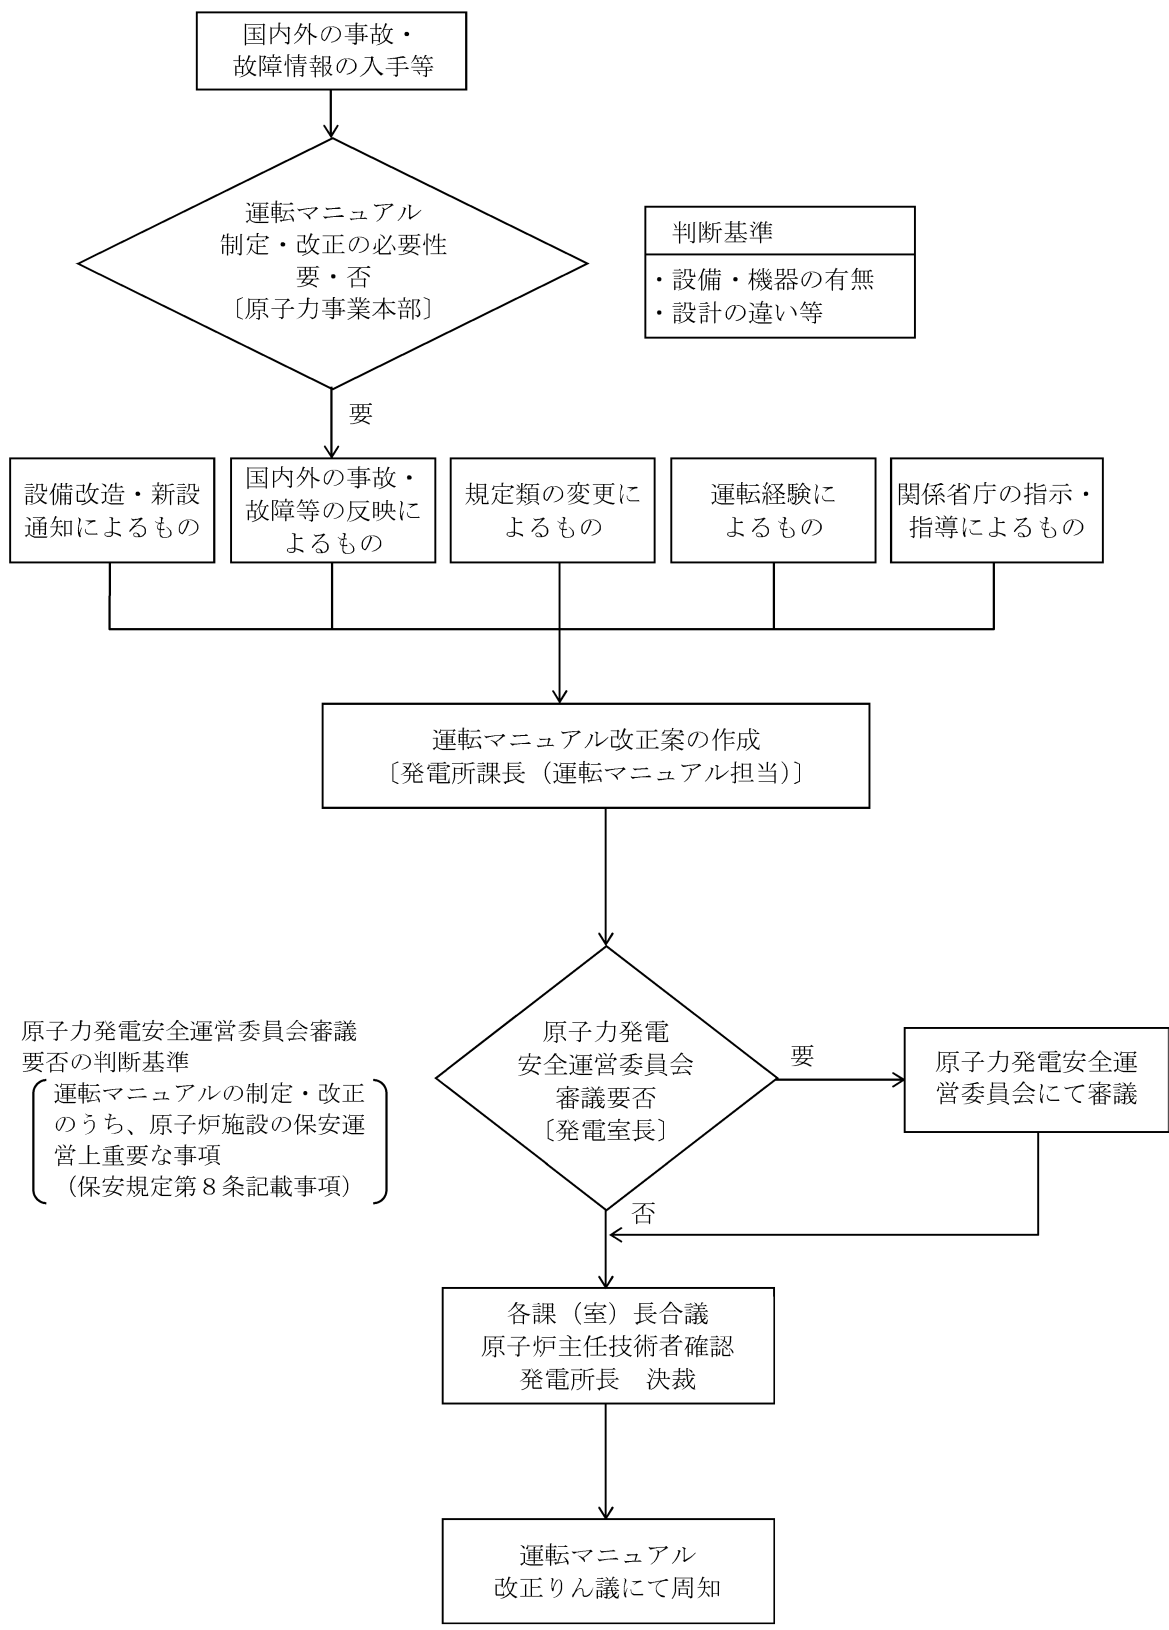 国内外の事故・
故障情報の入手等
運転マニュアル
制定・改正の必要性
要・否
〔原子力事業本部〕
判断基準
・設備・機器の有無
・設計の違い等
要
設備改造・新設
通知によるもの
国内外の事故・
故障等の反映に
よるもの
規定類の変更に
よるもの
運転経験に
よるもの
関係省庁の指示・
指導によるもの
運転マニュアル改正案の作成
〔発電所課長（運転マニュアル担当）〕
原子力発電
安全運営委員会
審議要否
〔発電室長〕
要
原子力発電安全運
営委員会にて審議
原子力発電安全運営委員会審議
要否の判断基準
運転マニュアルの制定・改正
のうち、原子炉施設の保安運
営上重要な事項
（保安規定第８条記載事項）
否
各課（室）長合議
原子炉主任技術者確認
発電所長　決裁
運転マニュアル
改正りん議にて周知